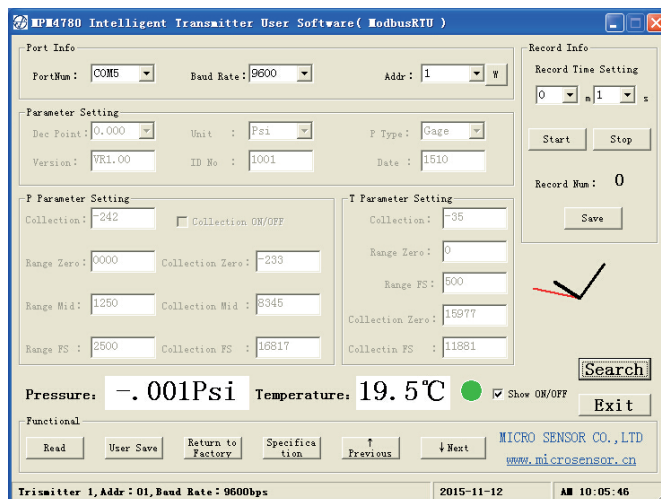 MPM4780 Intelligent Transmitter User Software( ModbusRTU )
Port Info
PortNum: COM5 Baud Rate: 9600 Addr: 1 W
Parameter Setting
Dec Point: 0.000 Unit : Psi P Type: Gage
Version: VR1.00 ID No : 1001 Date : 1510
P Parameter Setting
Collection: -242 Collection ON/OFF
Range Zero: 0000 Collection Zero: -233
Range Mid: 1250 Collection Mid : 8345
Range FS : 2500 Collection FS : 16817
T Parameter Setting
Collection: -35
Range Zero: 0
Range FS: 500
Collection Zero: 15977
Collectin FS : 11881
Record Info
Record Time Setting
0 m 1 s
Start Stop
Record Num: 0
Save
Search
Exit
Pressure: -.001Psi Temperature: 19.5℃ Show ON/OFF
Functional
Read User Save Return to Factory Specifica tion ↑ Previous ↓Next
MICRO SENSOR CO.,LTD
www.microsensor.cn
Trismitter 1,Addr:01,Baud Rate:9600bps 2015-11-12 AM 10:05:46